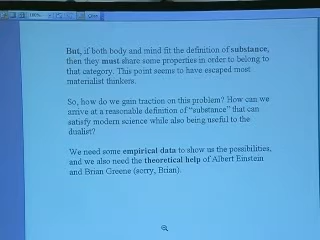 But, if both body and mind fit the definition of substance,
then they must share some properties in order to belong to
that category. This point seems to have escaped most
materialist thinkers.
So, how do we gain traction on this problem? How can we
arrive at a reasonable definition of "substance" that can
satisfy modern science while also being useful to the
dualist?
We need some empirical data to show us the possibilities,
and we also need the theoretical help of Albert Einstein
and Brian Greene (sorry, Brian).